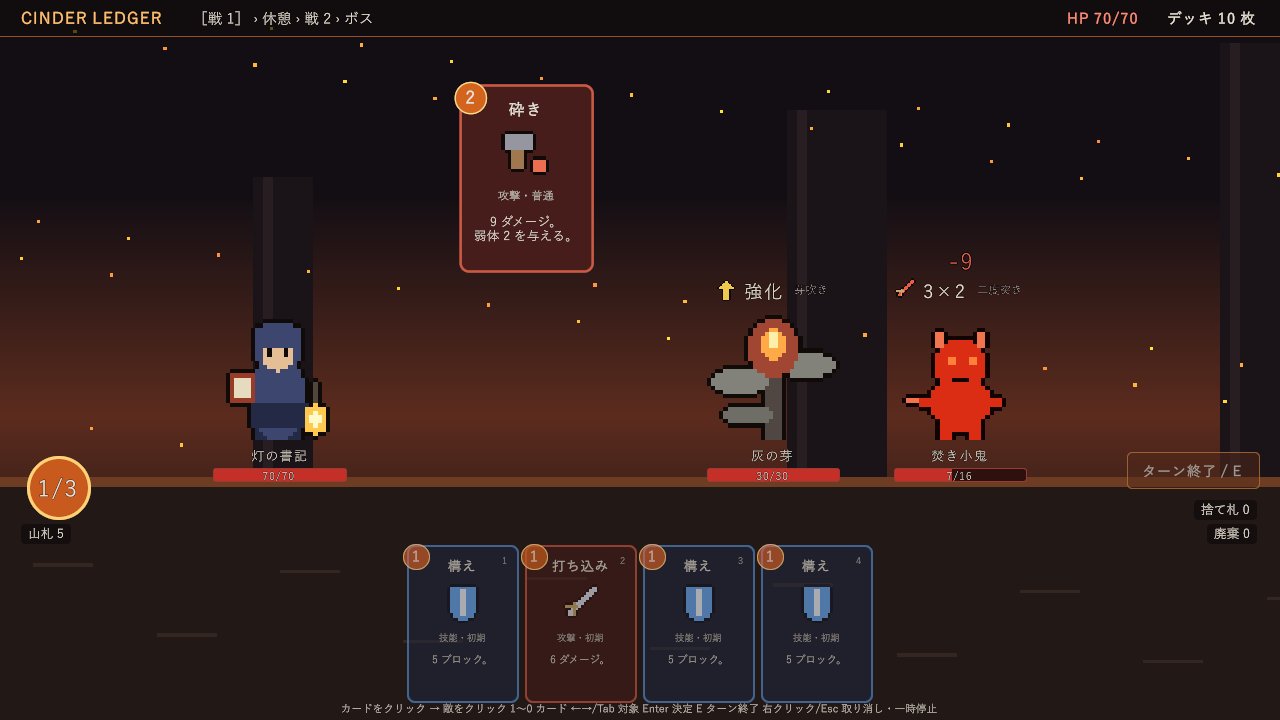 CINDER LEDGER
［戦 1］ › 休憩 › 戦 2 › ボス
HP 70/70
デッキ 10 枚
2
砕き
攻撃・普通
9 ダメージ。
弱体 2 を与える。
-9
強化
芽吹き
3×2
二度突き
灯の書記
70/70
灰の芽
30/30
焚き小鬼
7/16
1/3
山札 5
ターン終了 / E
捨て札 0
廃棄 0
1
構え
1
技能・初期
5 ブロック。
1
打ち込み
2
攻撃・初期
6 ダメージ。
1
構え
3
技能・初期
5 ブロック。
1
構え
4
技能・初期
5 ブロック。
カードをクリック → 敵をクリック 1〜0 カード ←→/Tab 対象 Enter 決定 E ターン終了 右クリック/Esc 取り消し・一時停止